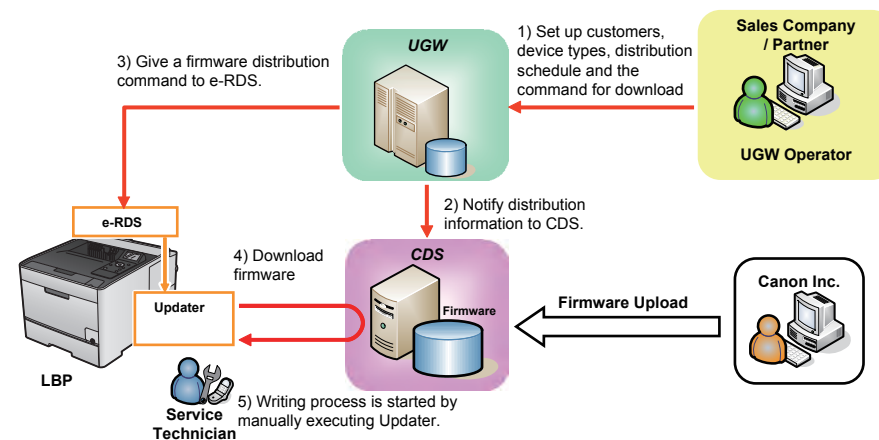 UGW
1) Set up customers,
device types, distribution
schedule and the
command for download
Sales Company
/ Partner
UGW Operator
3) Give a firmware distribution
command to e-RDS.
2) Notify distribution
information to CDS.
e-RDS
4) Download
firmware
Updater
LBP
CDS
Firmware
Firmware Upload
Canon Inc.
Service
Technician
5) Writing process is started by
manually executing Updater.